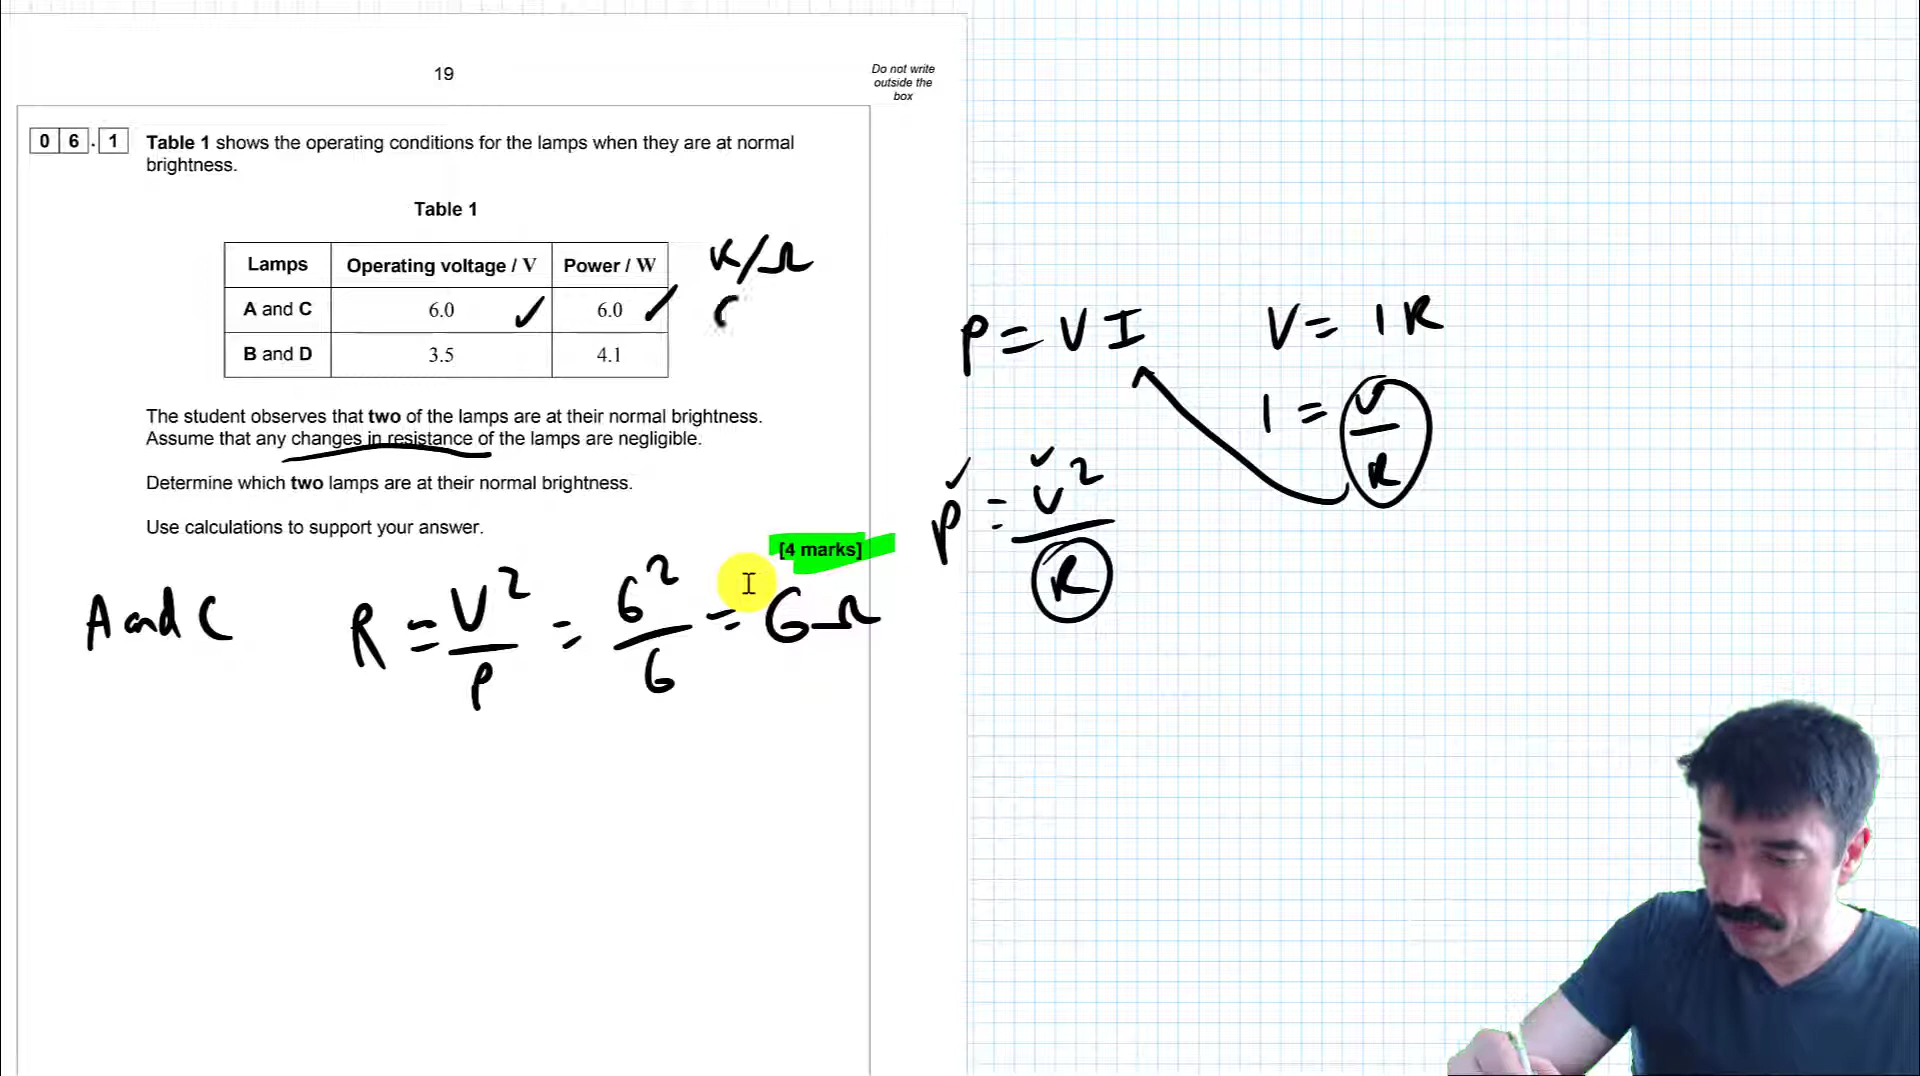 19
Do not write
outside the
box
0 6 . 1 Table 1 shows the operating conditions for the lamps when they are at normal
brightness.
Table 1
Lamps Operating voltage / V Power / W R/Ω
A and C 6.0 ✓ 6.0 ✓
B and D 3.5 4.1
The student observes that two of the lamps are at their normal brightness.
Assume that any changes in resistance of the lamps are negligible.
Determine which two lamps are at their normal brightness.
Use calculations to support your answer.
[4 marks]
A and C R = V²/P = 6²/6 = 6Ω
P = VI
V = IR
I = V/R
P = V²/R